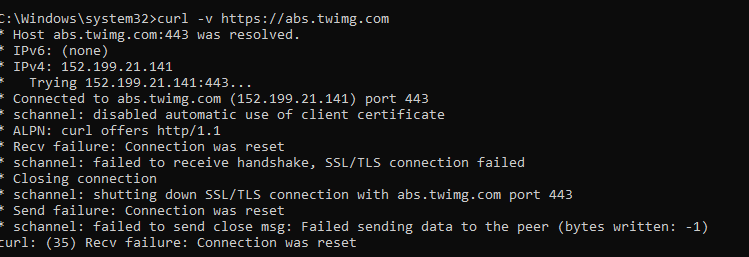 C:\Windows\system32>curl -v https://abs.twimg.com
* Host abs.twimg.com:443 was resolved.
* IPv6: (none)
* IPv4: 152.199.21.141
*   Trying 152.199.21.141:443...
* Connected to abs.twimg.com (152.199.21.141) port 443
* schannel: disabled automatic use of client certificate
* ALPN: curl offers http/1.1
* Recv failure: Connection was reset
* schannel: failed to receive handshake, SSL/TLS connection failed
* Closing connection
* schannel: shutting down SSL/TLS connection with abs.twimg.com port 443
* Send failure: Connection was reset
* schannel: failed to send close msg: Failed sending data to the peer (bytes written: -1)
curl: (35) Recv failure: Connection was reset